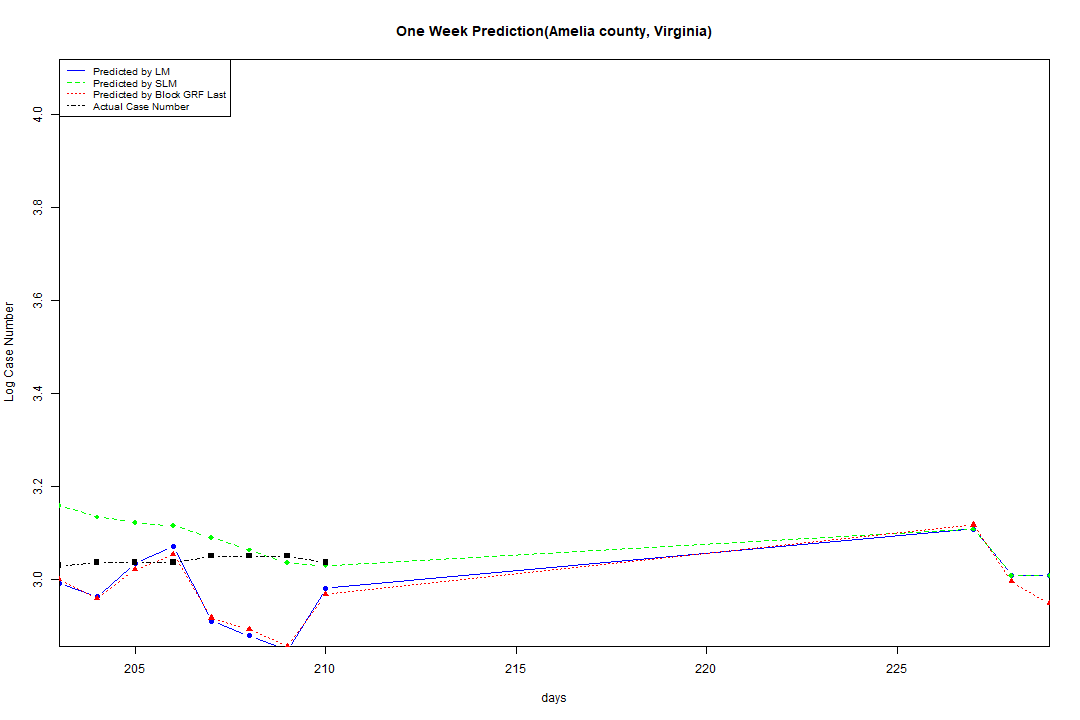 One Week Prediction(Amelia county, Virginia)
Predicted by LM
Predicted by SLM
Predicted by Block GRF Last
Actual Case Number
4.0
3.8
3.6
3.4
3.2
3.0
Log Case Number
205 210 215 220 225
days